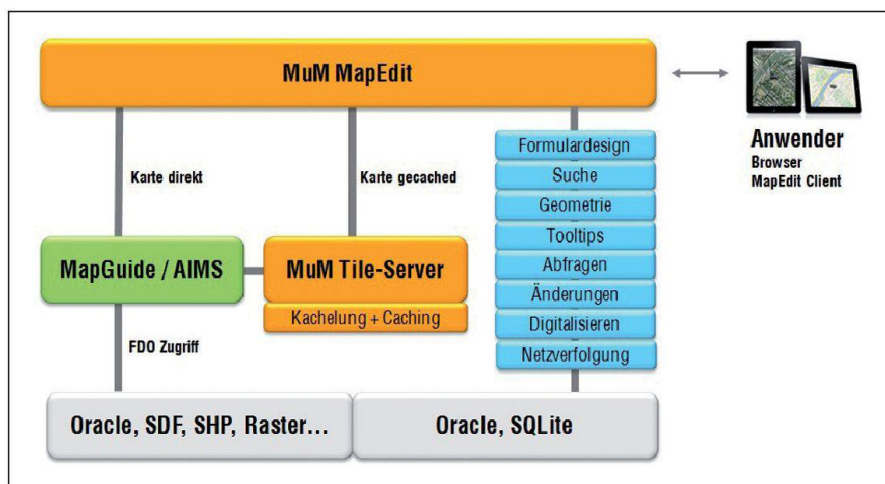 MuM MapEdit
Anwender
Browser
MapEdit Client
Karte direkt
Karte gecached
Formulardesign
Suche
Geometrie
Tooltips
Abfragen
Änderungen
Digitalisieren
Netzverfolgung
MapGuide / AIMS
MuM Tile-Server
Kachelung + Caching
FDO Zugriff
Oracle, SDF, SHP, Raster...
Oracle, SQLite